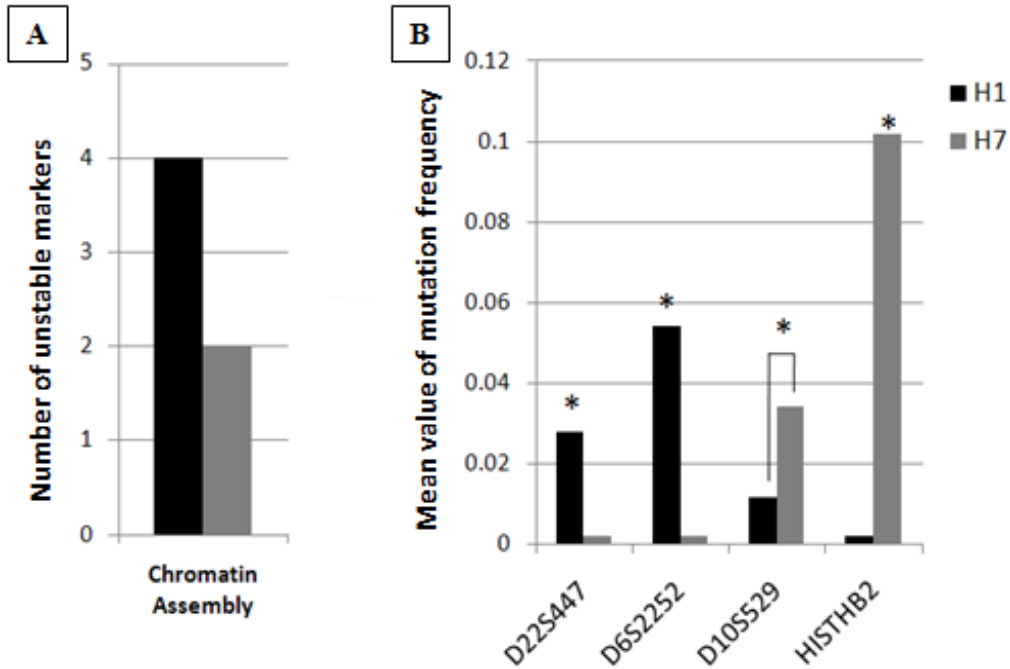 A
Number of unstable markers
5
4
3
2
1
0
Chromatin
Assembly
B
Mean value of mutation frequency
0.12
0.1
0.08
0.06
0.04
0.02
0
*
*
*
*
D22S447
D6S2252
D10S529
HISTHB2
H1
H7